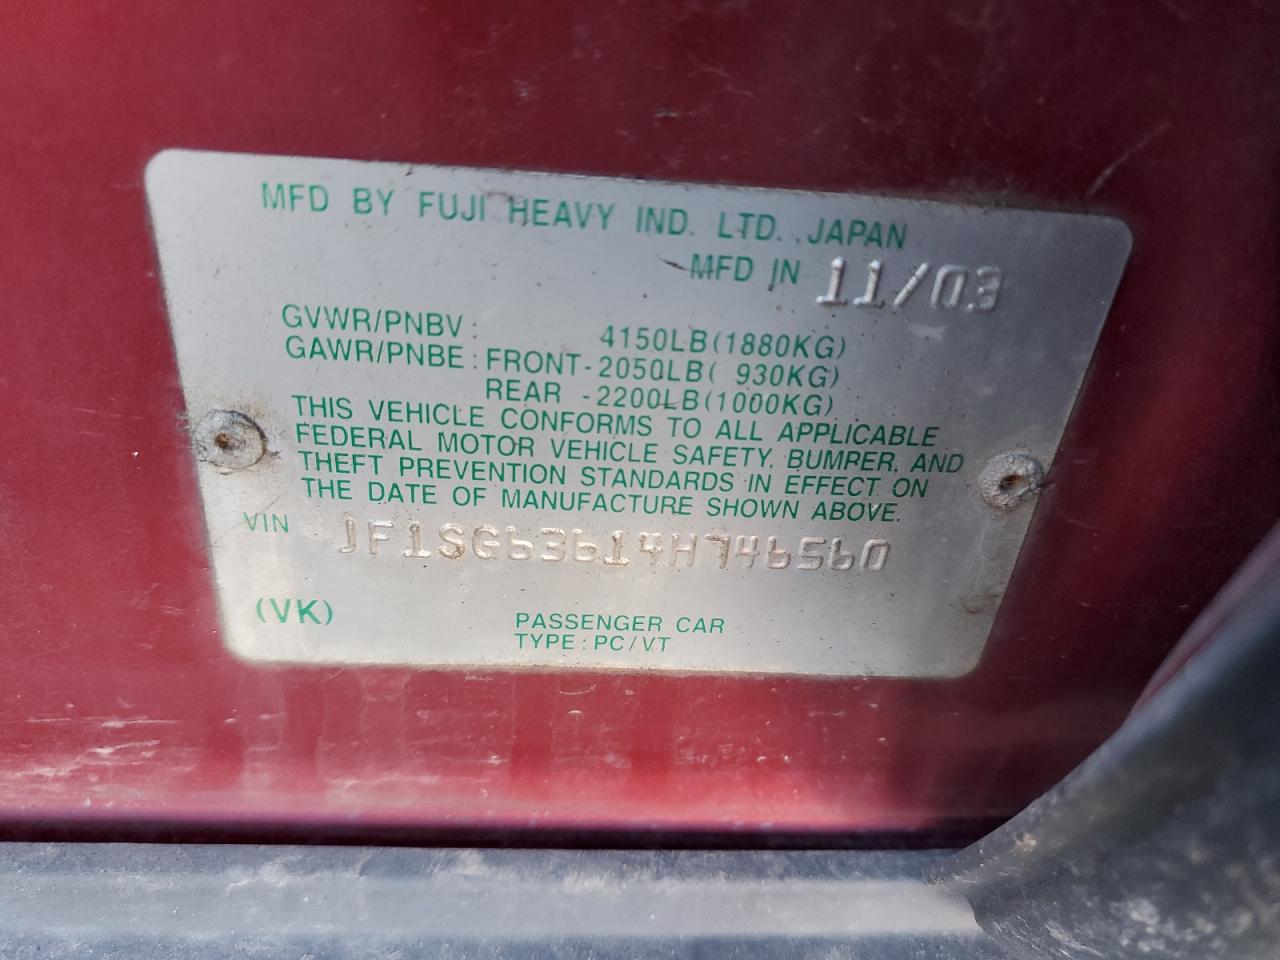 MFD BY FUJI HEAVY IND. LTD., JAPAN
MFD IN 11/03
GVWR/PNBV: 4150LB(1880KG)
GAWR/PNBE: FRONT-2050LB( 930KG)
REAR -2200LB(1000KG)
THIS VEHICLE CONFORMS TO ALL APPLICABLE
FEDERAL MOTOR VEHICLE SAFETY, BUMPER, AND
THEFT PREVENTION STANDARDS IN EFFECT ON
THE DATE OF MANUFACTURE SHOWN ABOVE.
VIN JF1SG63614H746560
(VK) PASSENGER CAR
TYPE: PC/VT